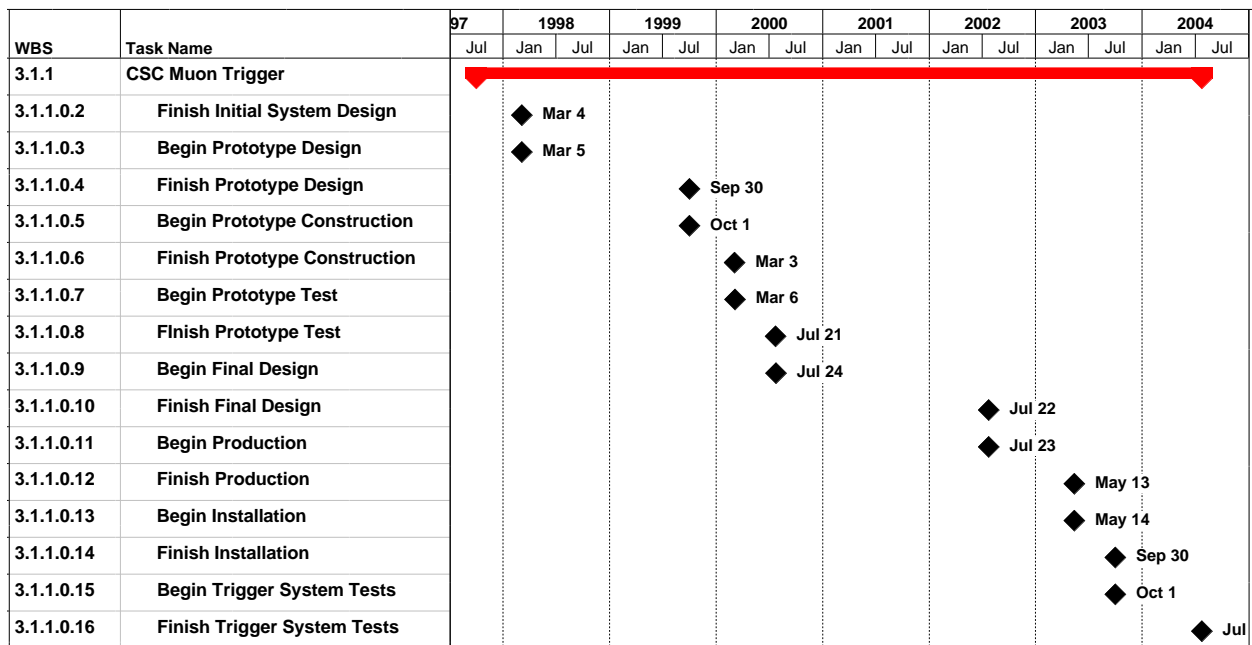 97 1998 1999 2000 2001 2002 2003 2004
WBS Task Name Jul Jan Jul Jan Jul Jan Jul Jan Jul Jan Jul Jan Jul Jan Jul
3.1.1 CSC Muon Trigger
3.1.1.0.2 Finish Initial System Design Mar 4
3.1.1.0.3 Begin Prototype Design Mar 5
3.1.1.0.4 Finish Prototype Design Sep 30
3.1.1.0.5 Begin Prototype Construction Oct 1
3.1.1.0.6 Finish Prototype Construction Mar 3
3.1.1.0.7 Begin Prototype Test Mar 6
3.1.1.0.8 FInish Prototype Test Jul 21
3.1.1.0.9 Begin Final Design Jul 24
3.1.1.0.10 Finish Final Design Jul 22
3.1.1.0.11 Begin Production Jul 23
3.1.1.0.12 Finish Production May 13
3.1.1.0.13 Begin Installation May 14
3.1.1.0.14 Finish Installation Sep 30
3.1.1.0.15 Begin Trigger System Tests Oct 1
3.1.1.0.16 Finish Trigger System Tests Jul